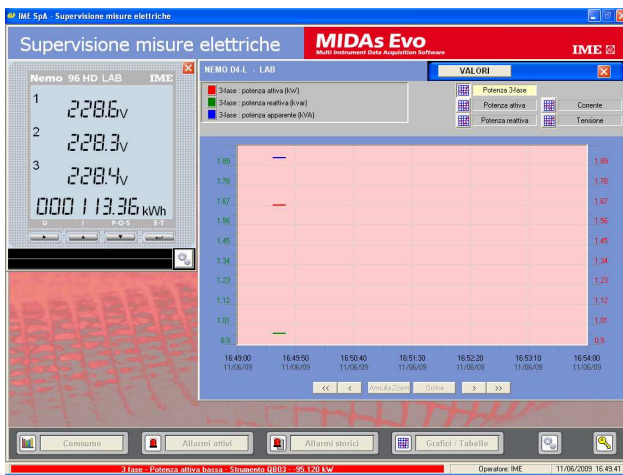 IME SpA - Supervisione misure elettriche
Supervisione misure elettriche
MIDAs Evo
Multi Instrument Data Acquisition Software
IME
Nemo 96 HD LAB IME
1 228.6 V
2 228.3 V
3 228.4 V
000 113.36 kWh
U I P-Q-S E-T
NEMO D4-L - LAB
VALORI
3-fase : potenza attiva (kW)
3-fase : potenza reattiva (kvar)
3-fase : potenza apparente (KVA)
Potenza 3-fase
Potenza attiva Corrente
Potenza reattiva Tensione
1.89 1.89
1.78 1.78
1.67 1.67
1.56 1.56
1.45 1.45
1.34 1.34
1.23 1.23
1.12 1.12
1.01 1.01
0.9 0.9
16:49:00 16:49:50 16:50:40 16:51:30 16:52:20 16:53:10 16:54:00
11/06/09 11/06/09 11/06/09 11/06/09 11/06/09 11/06/09 11/06/09
<< < Annulla Zoom Online > >>
Consumo Allarmi attivi Allarmi storici Grafici / Tabelle
3 fase - Potenza attiva bassa - Strumento QB03 - -95.120 kW Operatore: IME 11/06/2009 16.49.41